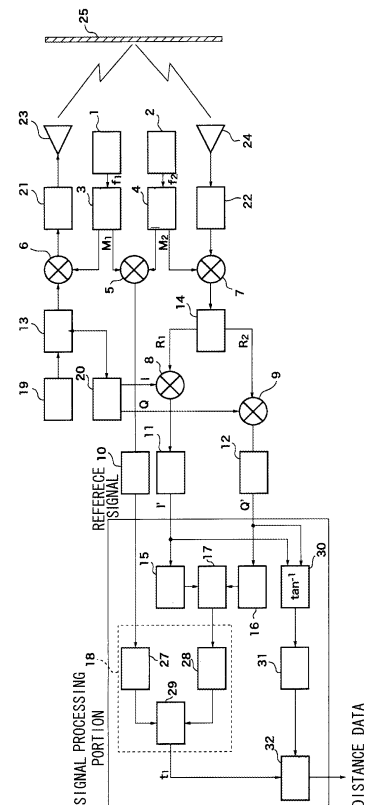 25
23
1
2
24
21
3
f1
4
f2
22
6
M1
5
M2
7
13
14
19
20
I
Q
R1
R2
8
9
REFERECE
SIGNAL
10
11
12
I'
Q'
SIGNAL PROCESSING
PORTION
15
17
16
tan-1
30
18
27
28
29
31
t1
32
DISTANCE DATA